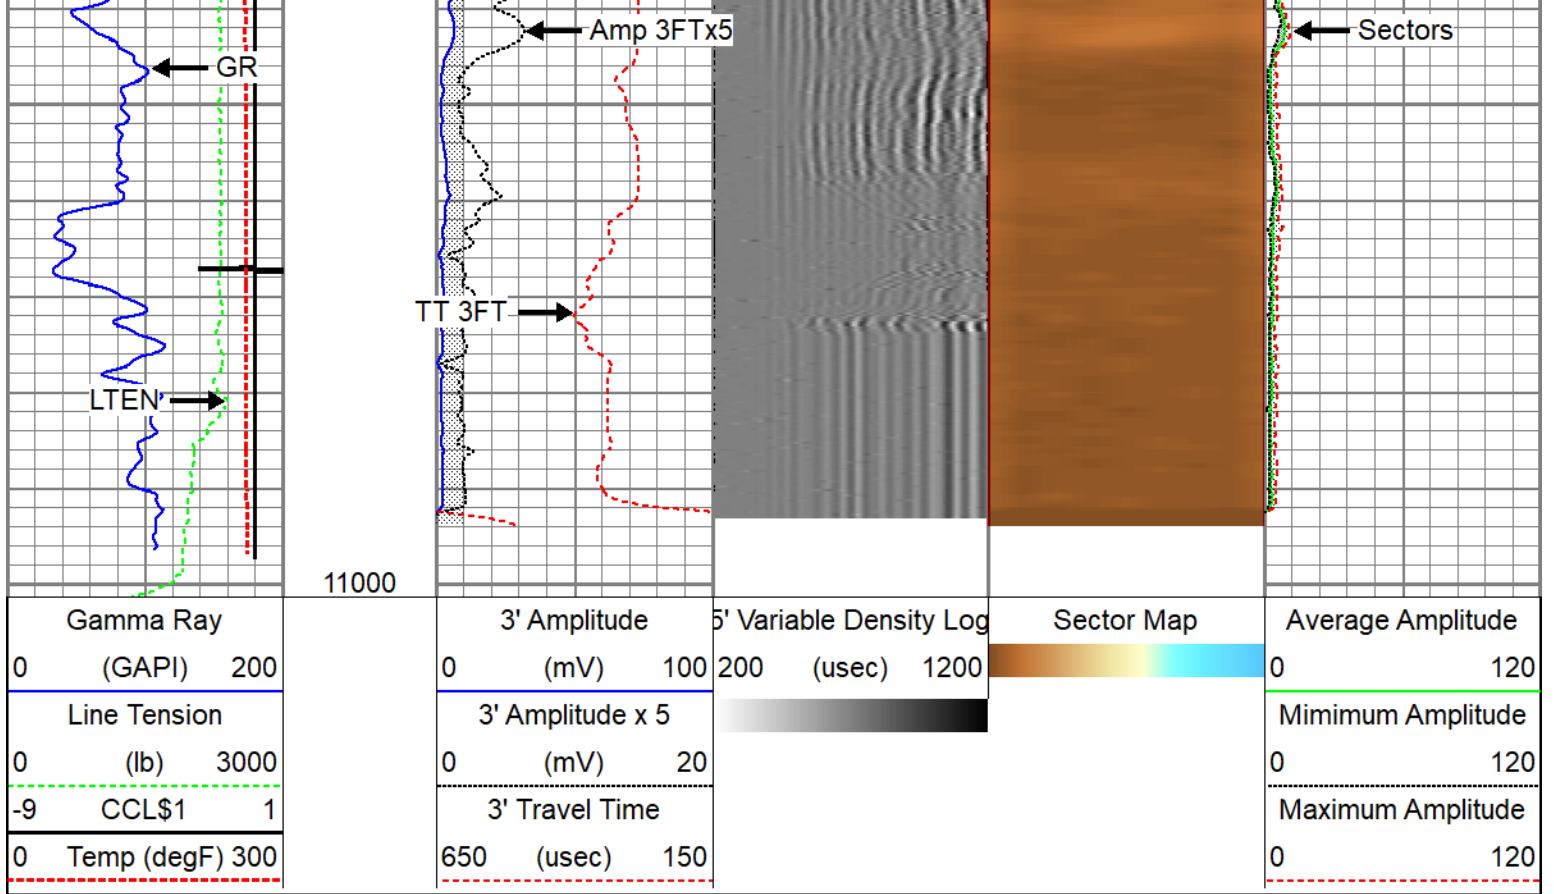 Amp 3FTx5
Sectors
GR
TT 3FT
LTEN
11000
Gamma Ray
0 (GAPI) 200
Line Tension
0 (lb) 3000
-9 CCL$1 1
0 Temp (degF) 300
3' Amplitude
0 (mV) 100
3' Amplitude x 5
0 (mV) 20
3' Travel Time
650 (usec) 150
5' Variable Density Log
200 (usec) 1200
Sector Map
Average Amplitude
0 120
Mimimum Amplitude
0 120
Maximum Amplitude
0 120